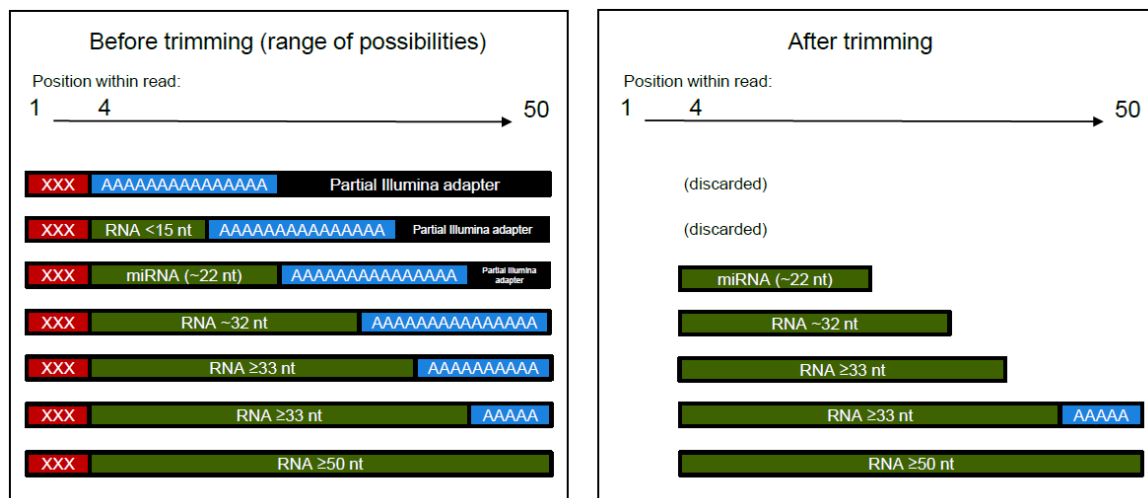 Before trimming (range of possibilities)
Position within read:
1 4 50
XXX AAAAAAAAAAAAAAA Partial Illumina adapter
XXX RNA <15 nt AAAAAAAAAAAAAAA Partial Illumina adapter
XXX miRNA (~22 nt) AAAAAAAAAAAAAAA Partial Illumina
adapter
XXX RNA ~32 nt AAAAAAAAAAAAAAA
XXX RNA ≥33 nt AAAAAAAAAA
XXX RNA ≥33 nt AAAAA
XXX RNA ≥50 nt
After trimming
Position within read:
1 4 50
(discarded)
(discarded)
miRNA (~22 nt)
RNA ~32 nt
RNA ≥33 nt
RNA ≥33 nt AAAAA
RNA ≥50 nt